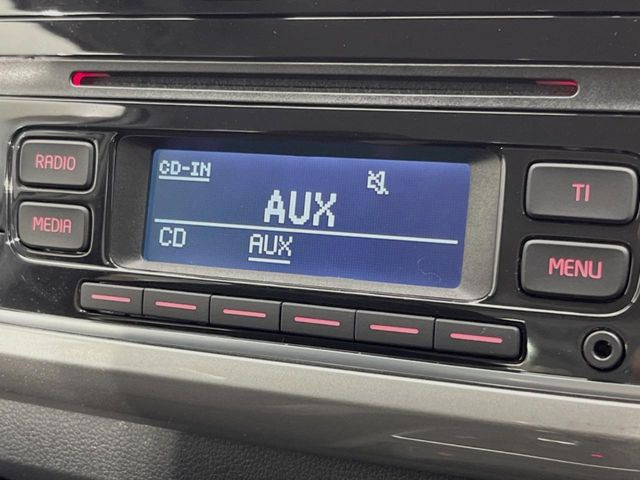 RADIO
MEDIA
CD-IN
AUX
CD AUX
TI
MENU